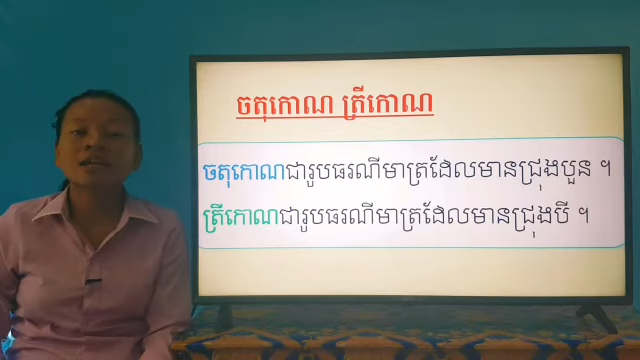 ចតុកោណ ត្រីកោណ
ចតុកោណជារូបធរណីមាត្រដែលមានជ្រុងបួន ។
ត្រីកោណជារូបធរណីមាត្រដែលមានជ្រុងបី ។